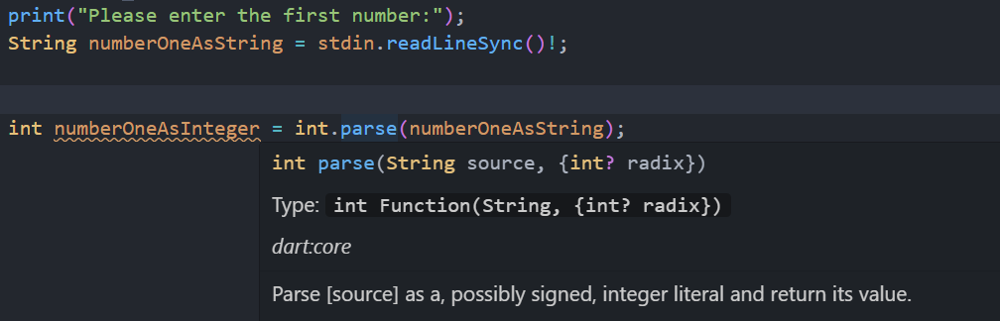 print("Please enter the first number:");
String numberOneAsString = stdin.readLineSync()!;
int numberOneAsInteger = int.parse(numberOneAsString);
int parse(String source, {int? radix})
Type: int Function(String, {int? radix})
dart:core
Parse [source] as a, possibly signed, integer literal and return its value.